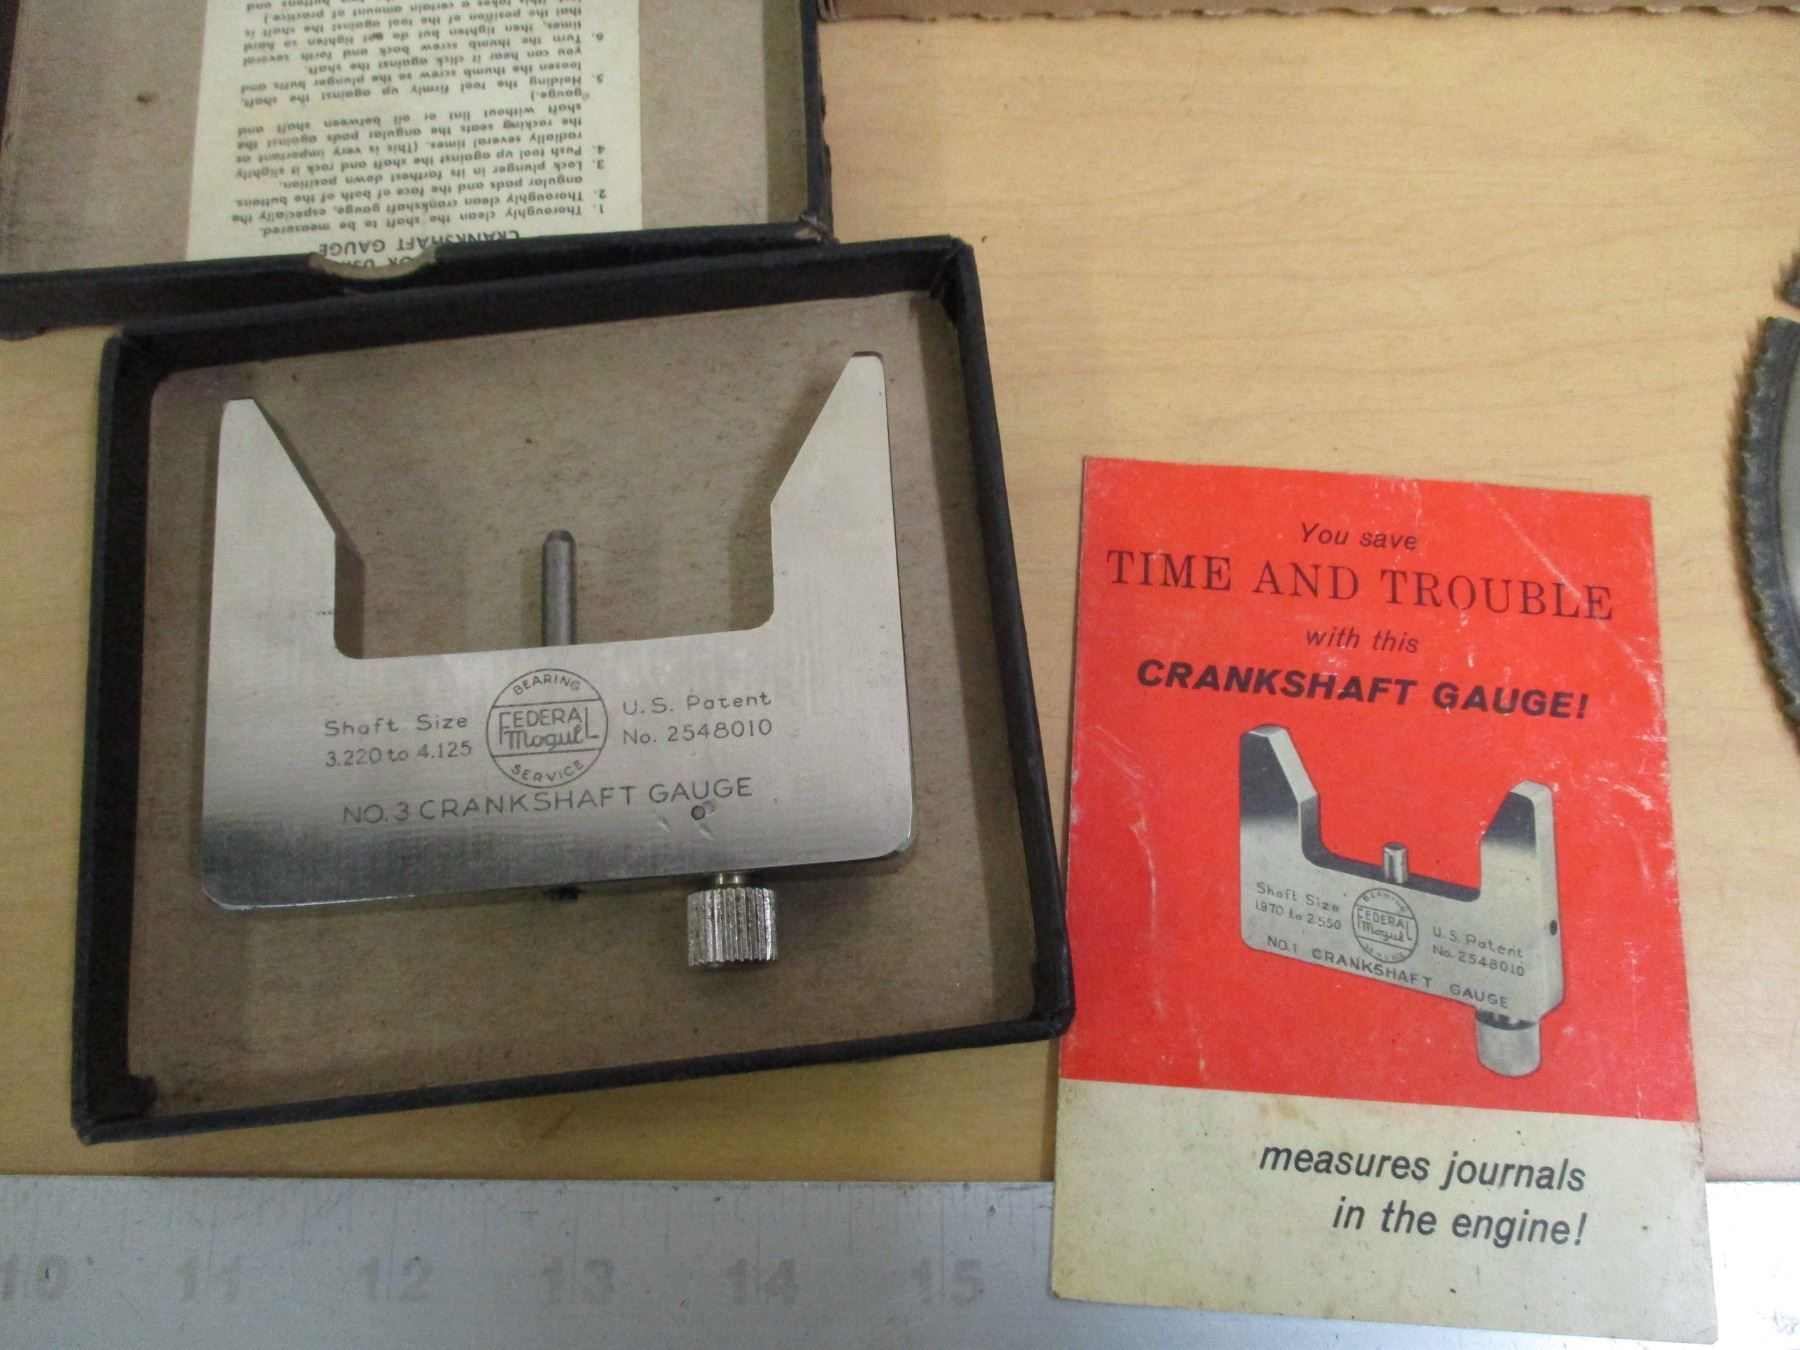 CRANKSHAFT GAUGE
1. Thoroughly clean the shaft to be measured.
2. Thoroughly clean crankshaft gauge, especially the
angular pads and the face of both of the buttons.
3. Lock plunger in its farthest down position.
4. Push tool up against the shaft and rock it slightly
radially several times. (This is very important as
the rocking seats the angular pads against the
shaft without lint or oil between shaft and
gauge.)
5. Holding the tool firmly up against the shaft,
loosen the thumb screw so the plunger butts and
you can hear it click against the shaft.
6. Turn the thumb screw back and forth several
times, then tighten but do not tighten so hard
that the position of the tool against the shaft is
(this takes a certain amount of practice.)
Shaft Size
3.220 to 4.125
BEARING
FEDERAL
Mogul
SERVICE
U.S. Patent
No. 2548010
NO. 3 CRANKSHAFT GAUGE
You save
TIME AND TROUBLE
with this
CRANKSHAFT GAUGE!
Shaft Size
1.970 to 2.550
BEARING
FEDERAL
Mogul
SERVICE
U.S. Patent
No. 2548010
NO. 1 CRANKSHAFT GAUGE
measures journals
in the engine!
10 11 12 13 14 15